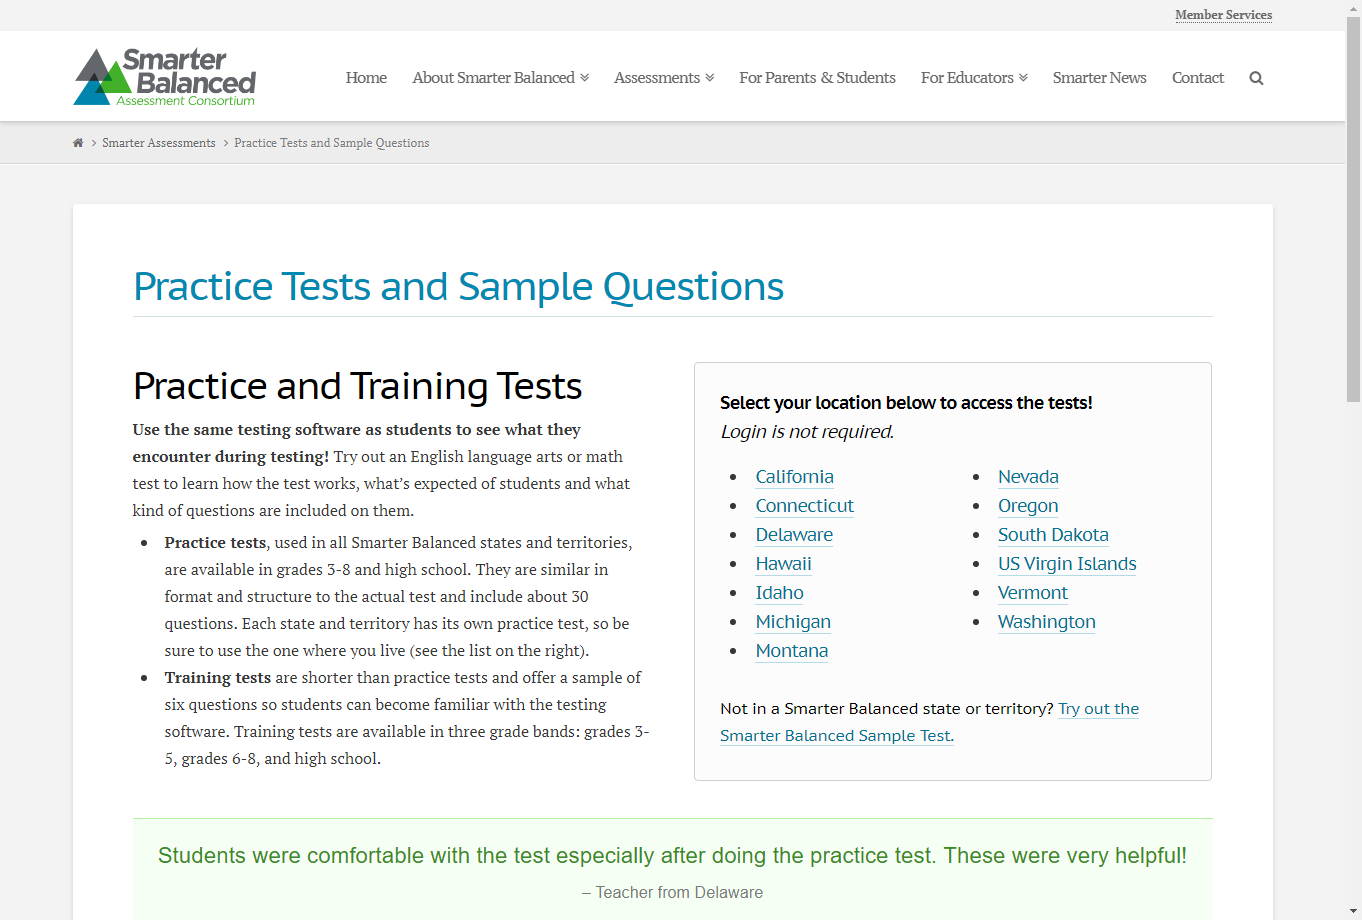 Member Services
Smarter
Balanced
Assessment Consortium
Home About Smarter Balanced Assessments For Parents & Students For Educators Smarter News Contact
Smarter Assessments Practice Tests and Sample Questions
Practice Tests and Sample Questions
Practice and Training Tests
Use the same testing software as students to see what they
encounter during testing! Try out an English language arts or math
test to learn how the test works, what's expected of students and what
kind of questions are included on them.
• Practice tests, used in all Smarter Balanced states and territories,
are available in grades 3-8 and high school. They are similar in
format and structure to the actual test and include about 30
questions. Each state and territory has its own practice test, so be
sure to use the one where you live (see the list on the right).
• Training tests are shorter than practice tests and offer a sample of
six questions so students can become familiar with the testing
software. Training tests are available in three grade bands: grades 3-
5, grades 6-8, and high school.
Select your location below to access the tests!
Login is not required.
• California
• Connecticut
• Delaware
• Hawaii
• Idaho
• Michigan
• Montana
• Nevada
• Oregon
• South Dakota
• US Virgin Islands
• Vermont
• Washington
Not in a Smarter Balanced state or territory? Try out the
Smarter Balanced Sample Test.
Students were comfortable with the test especially after doing the practice test. These were very helpful!
– Teacher from Delaware